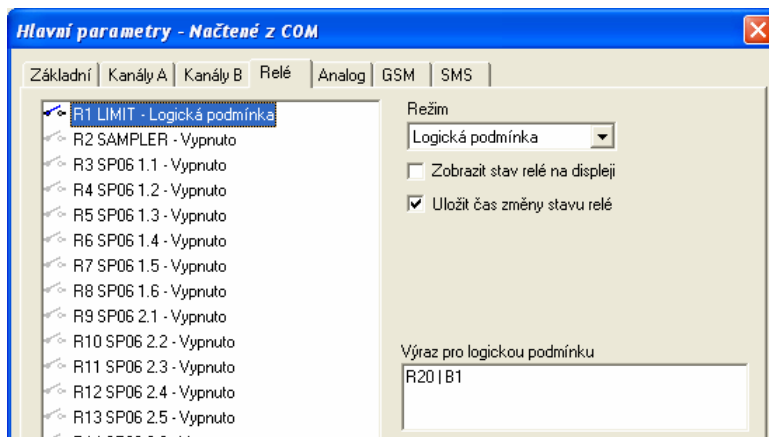 Hlavní parametry - Načtené z COM
Základní
Kanály A
Kanály B
Relé
Analog
GSM
SMS
R1 LIMIT - Logická podmínka
R2 SAMPLER - Vypnuto
R3 SP06 1.1 - Vypnuto
R4 SP06 1.2 - Vypnuto
R5 SP06 1.3 - Vypnuto
R6 SP06 1.4 - Vypnuto
R7 SP06 1.5 - Vypnuto
R8 SP06 1.6 - Vypnuto
R9 SP06 2.1 - Vypnuto
R10 SP06 2.2 - Vypnuto
R11 SP06 2.3 - Vypnuto
R12 SP06 2.4 - Vypnuto
R13 SP06 2.5 - Vypnuto
Režim
Logická podmínka
Zobrazit stav relé na displeji
Uložit čas změny stavu relé
Výraz pro logickou podmínku
R20 | B1